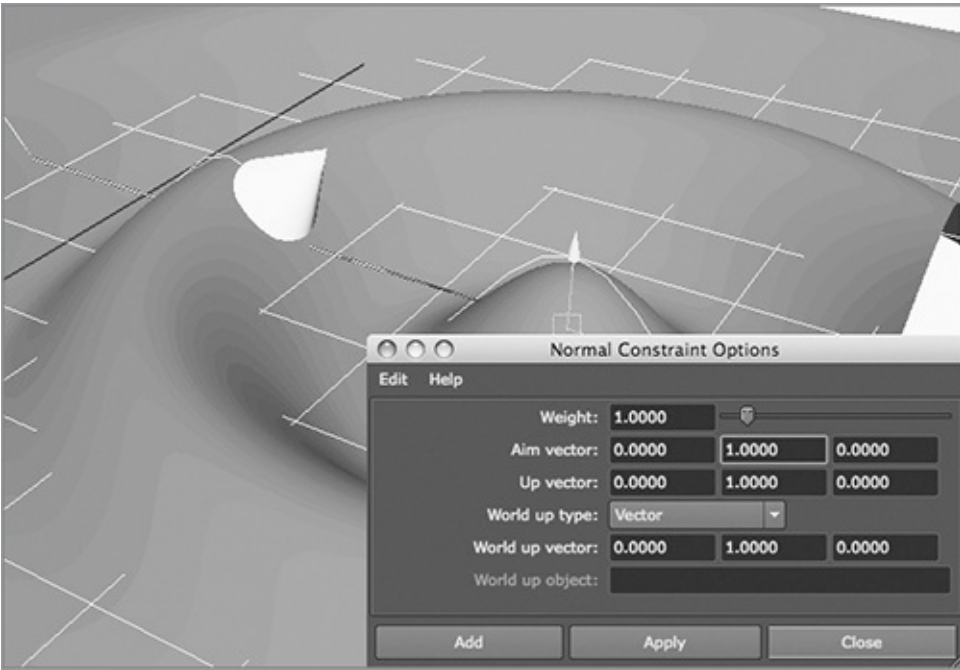 Normal Constraint Options
Edit Help
Weight: 1.0000
Aim vector: 0.0000 1.0000 0.0000
Up vector: 0.0000 1.0000 0.0000
World up type: Vector
World up vector: 0.0000 1.0000 0.0000
World up object:
Add Apply Close